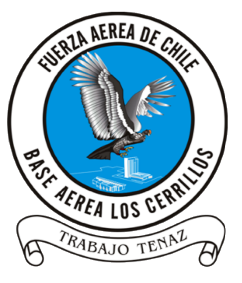 FUERZA AEREA DE CHILE
BASE AEREA LOS CERRILLOS
TRABAJO TENAZ